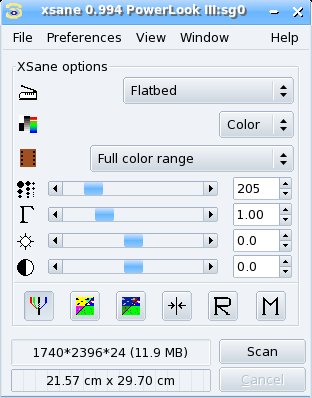 xsane 0.994 PowerLook III:sg0
File Preferences View Window Help
XSane options
Flatbed
Color
Full color range
205
Γ 1.00
0.0
0.0
R M
1740*2396*24 (11.9 MB) Scan
21.57 cm x 29.70 cm Cancel